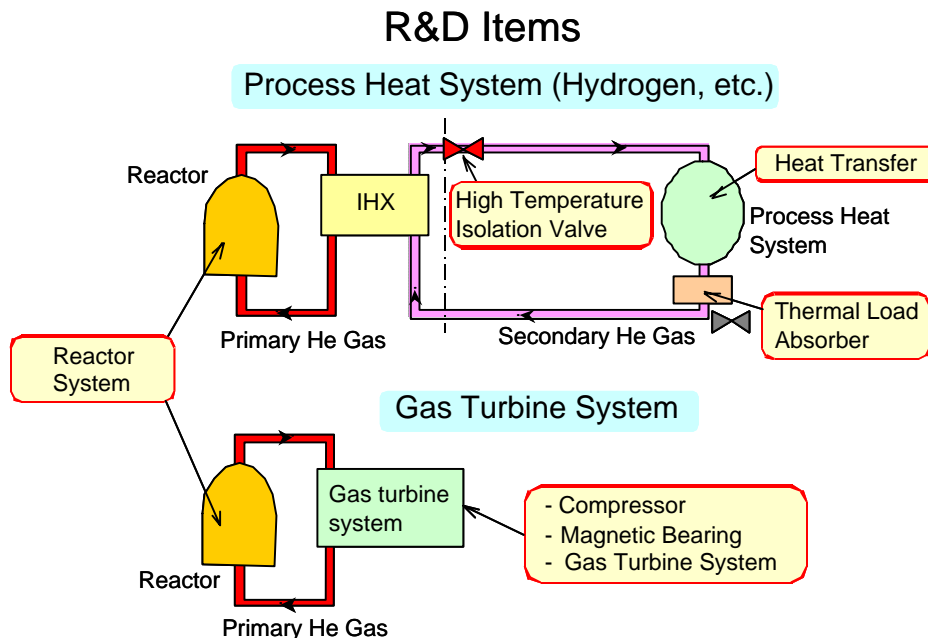 R&D Items
Process Heat System (Hydrogen, etc.)
Reactor
IHX
High Temperature
Isolation Valve
Heat Transfer
Process Heat
System
Primary He Gas
Secondary He Gas
Thermal Load
Absorber
Reactor
System
Gas Turbine System
Gas turbine
system
- Compressor
- Magnetic Bearing
- Gas Turbine System
Reactor
Primary He Gas